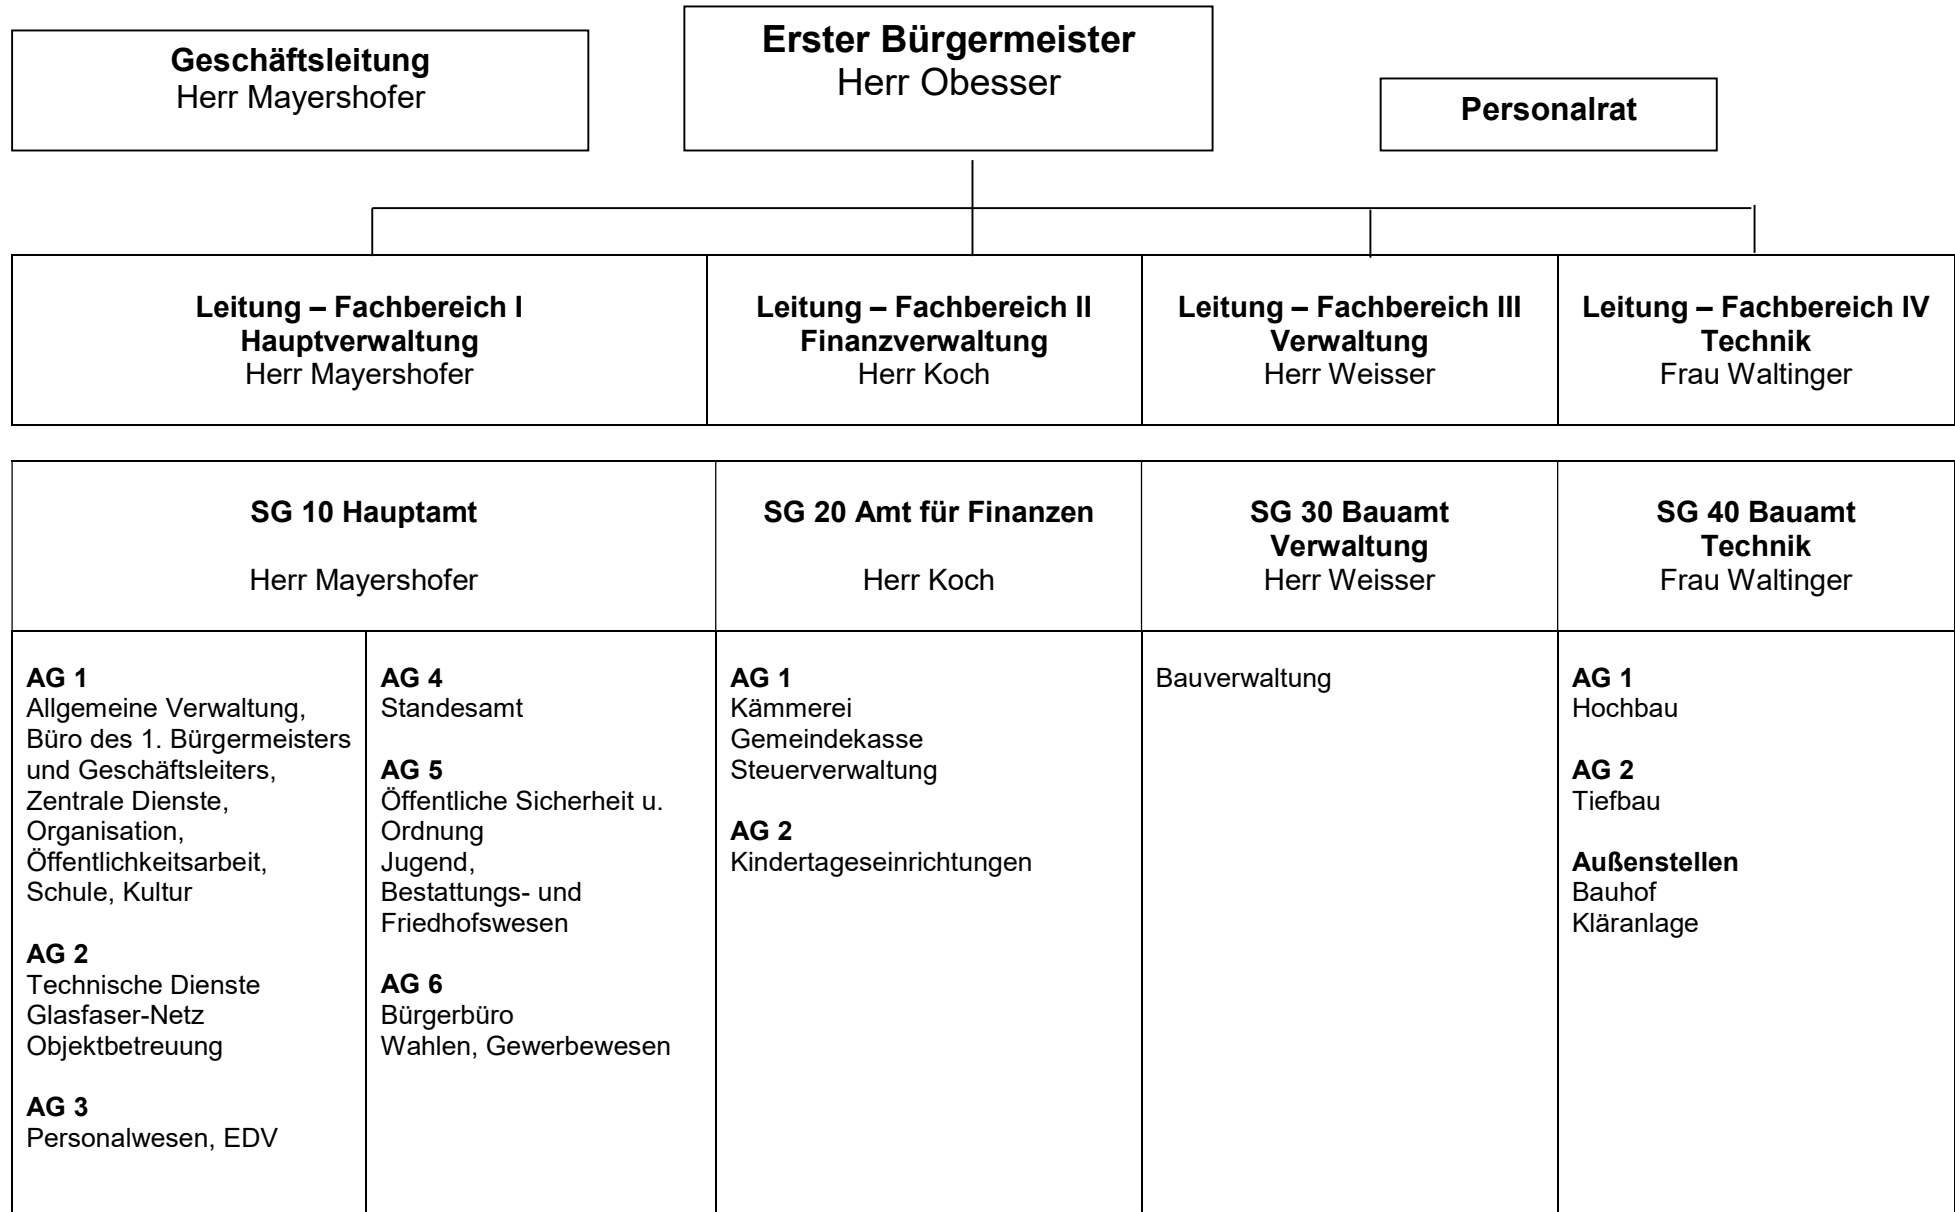 Geschäftsleitung
Herr Mayershofer
Erster Bürgermeister
Herr Obesser
Personalrat
Leitung – Fachbereich I
Hauptverwaltung
Herr Mayershofer
Leitung – Fachbereich II
Finanzverwaltung
Herr Koch
Leitung – Fachbereich III
Verwaltung
Herr Weisser
Leitung – Fachbereich IV
Technik
Frau Waltinger
SG 10 Hauptamt
Herr Mayershofer
SG 20 Amt für Finanzen
Herr Koch
SG 30 Bauamt
Verwaltung
Herr Weisser
SG 40 Bauamt
Technik
Frau Waltinger
AG 1
Allgemeine Verwaltung,
Büro des 1. Bürgermeisters
und Geschäftsleiters,
Zentrale Dienste,
Organisation,
Öffentlichkeitsarbeit,
Schule, Kultur
AG 2
Technische Dienste
Glasfaser-Netz
Objektbetreuung
AG 3
Personalwesen, EDV
AG 4
Standesamt
AG 5
Öffentliche Sicherheit u.
Ordnung
Jugend,
Bestattungs- und
Friedhofswesen
AG 6
Bürgerbüro
Wahlen, Gewerbewesen
AG 1
Kämmerei
Gemeindekasse
Steuerverwaltung
AG 2
Kindertageseinrichtungen
Bauverwaltung
AG 1
Hochbau
AG 2
Tiefbau
Außenstellen
Bauhof
Kläranlage